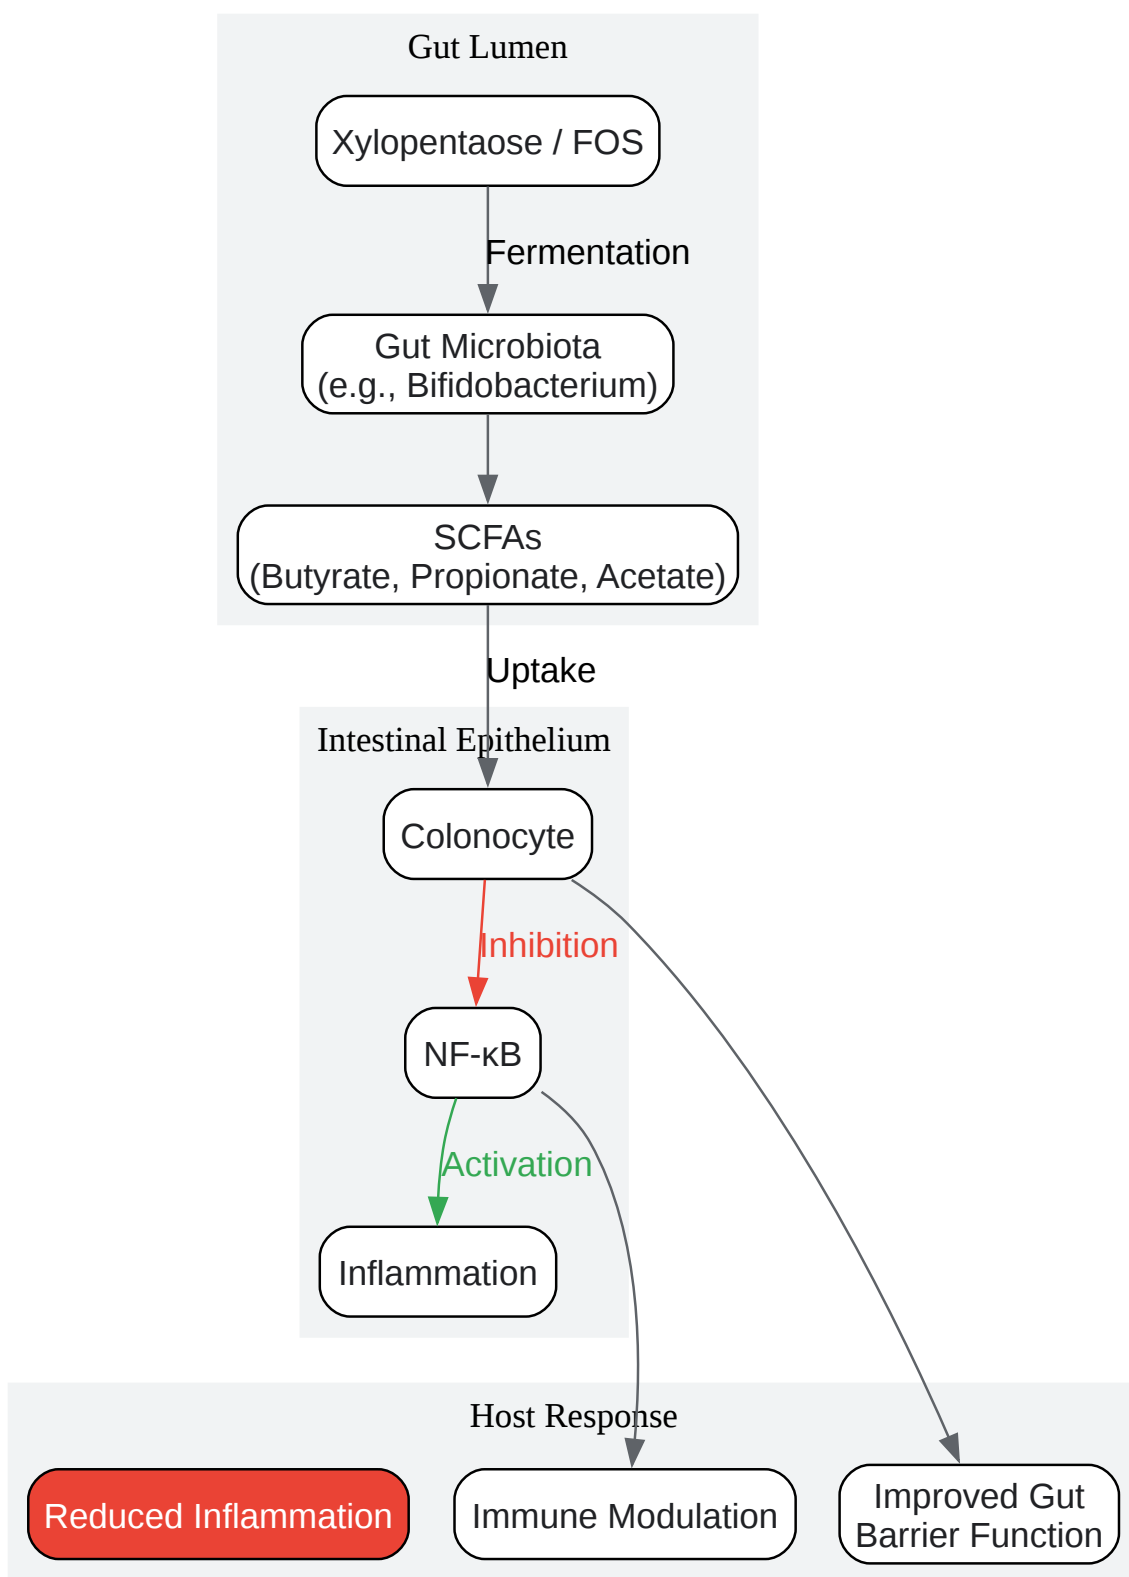 Gut Lumen
Xylopentaose / FOS
Fermentation
Gut Microbiota
(e.g., Bifidobacterium)
SCFAs
(Butyrate, Propionate, Acetate)
Uptake
Intestinal Epithelium
Colonocyte
Inhibition
NF-κB
Activation
Inflammation
Host Response
Reduced Inflammation
Immune Modulation
Improved Gut
Barrier Function